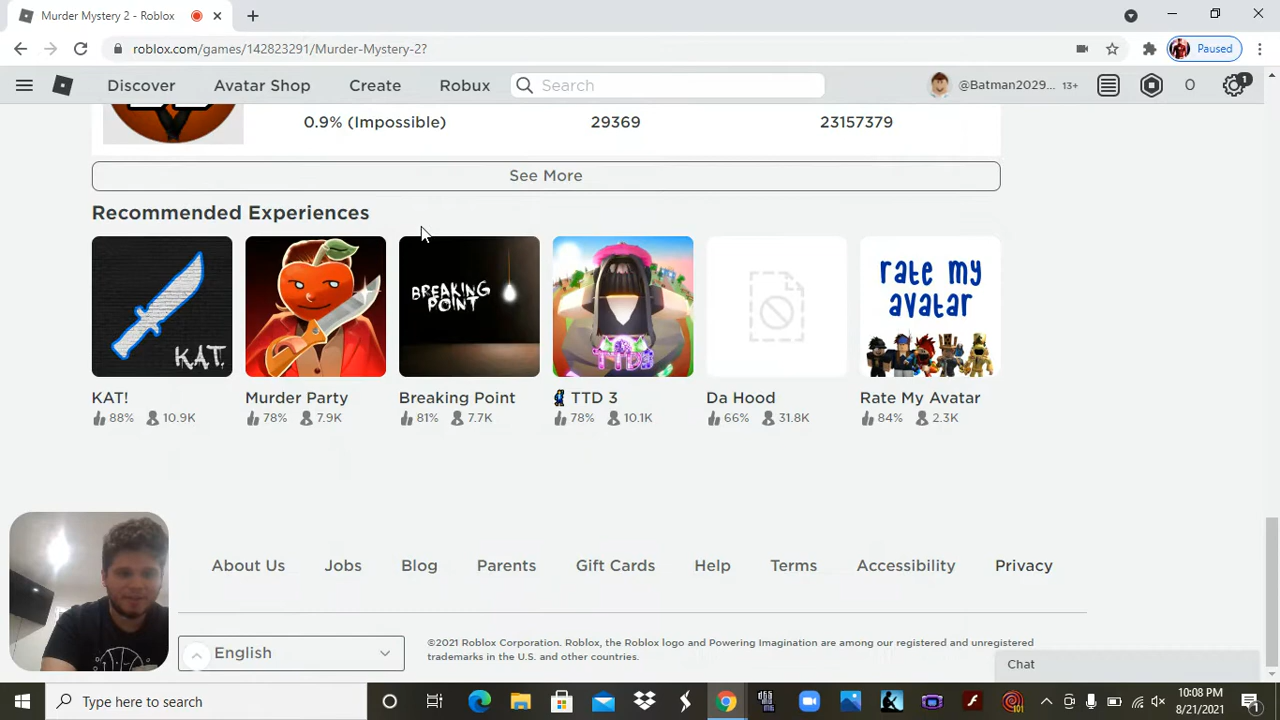 Murder Mystery 2 - Roblox
roblox.com/games/142823291/Murder-Mystery-2?
Paused
Discover
Avatar Shop
Create
Robux
Search
@Batman2029...
13+
0
1
0.9% (Impossible)
29369
23157379
See More
Recommended Experiences
KAT.
BREAKING
POINT
TTD3
rate my
avatar
KAT!
Murder Party
Breaking Point
TTD 3
Da Hood
Rate My Avatar
88% 10.9K
78% 7.9K
81% 7.7K
78% 10.1K
66% 31.8K
84% 2.3K
About Us
Jobs
Blog
Parents
Gift Cards
Help
Terms
Accessibility
Privacy
English
©2021 Roblox Corporation. Roblox, the Roblox logo and Powering Imagination are among our registered and unregistered
trademarks in the U.S. and other countries.
Chat
Type here to search
101
10:08 PM
8/21/2021
1